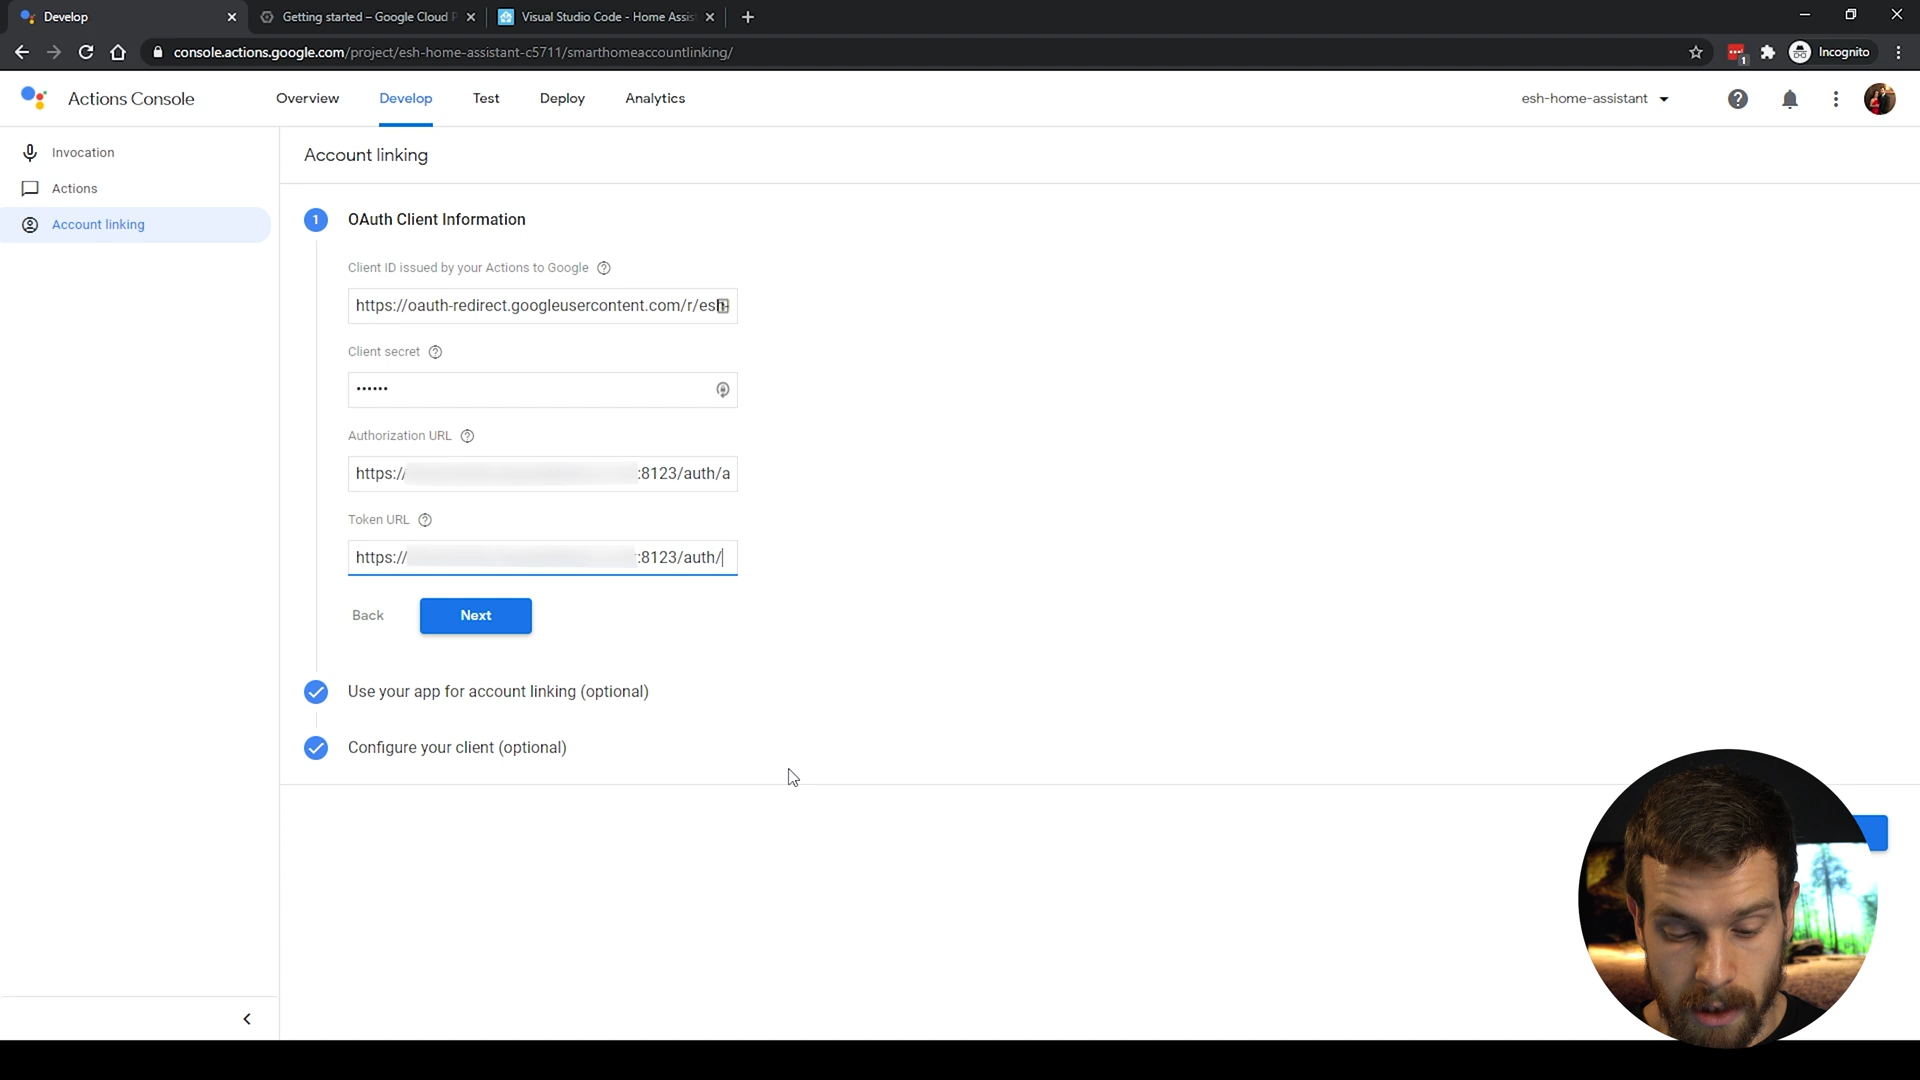 Develop
Getting started – Google Cloud P
Visual Studio Code - Home Assis
console.actions.google.com/project/esh-home-assistant-c5711/smarthomeaccountlinking/
1
Incognito
Actions Console
Overview
Develop
Test
Deploy
Analytics
esh-home-assistant
Invocation
Actions
Account linking
Account linking
1
OAuth Client Information
Client ID issued by your Actions to Google
https://oauth-redirect.googleusercontent.com/r/esh-
Client secret
••••••
Authorization URL
https:// :8123/auth/a
Token URL
https:// :8123/auth/
Back
Next
Use your app for account linking (optional)
Configure your client (optional)